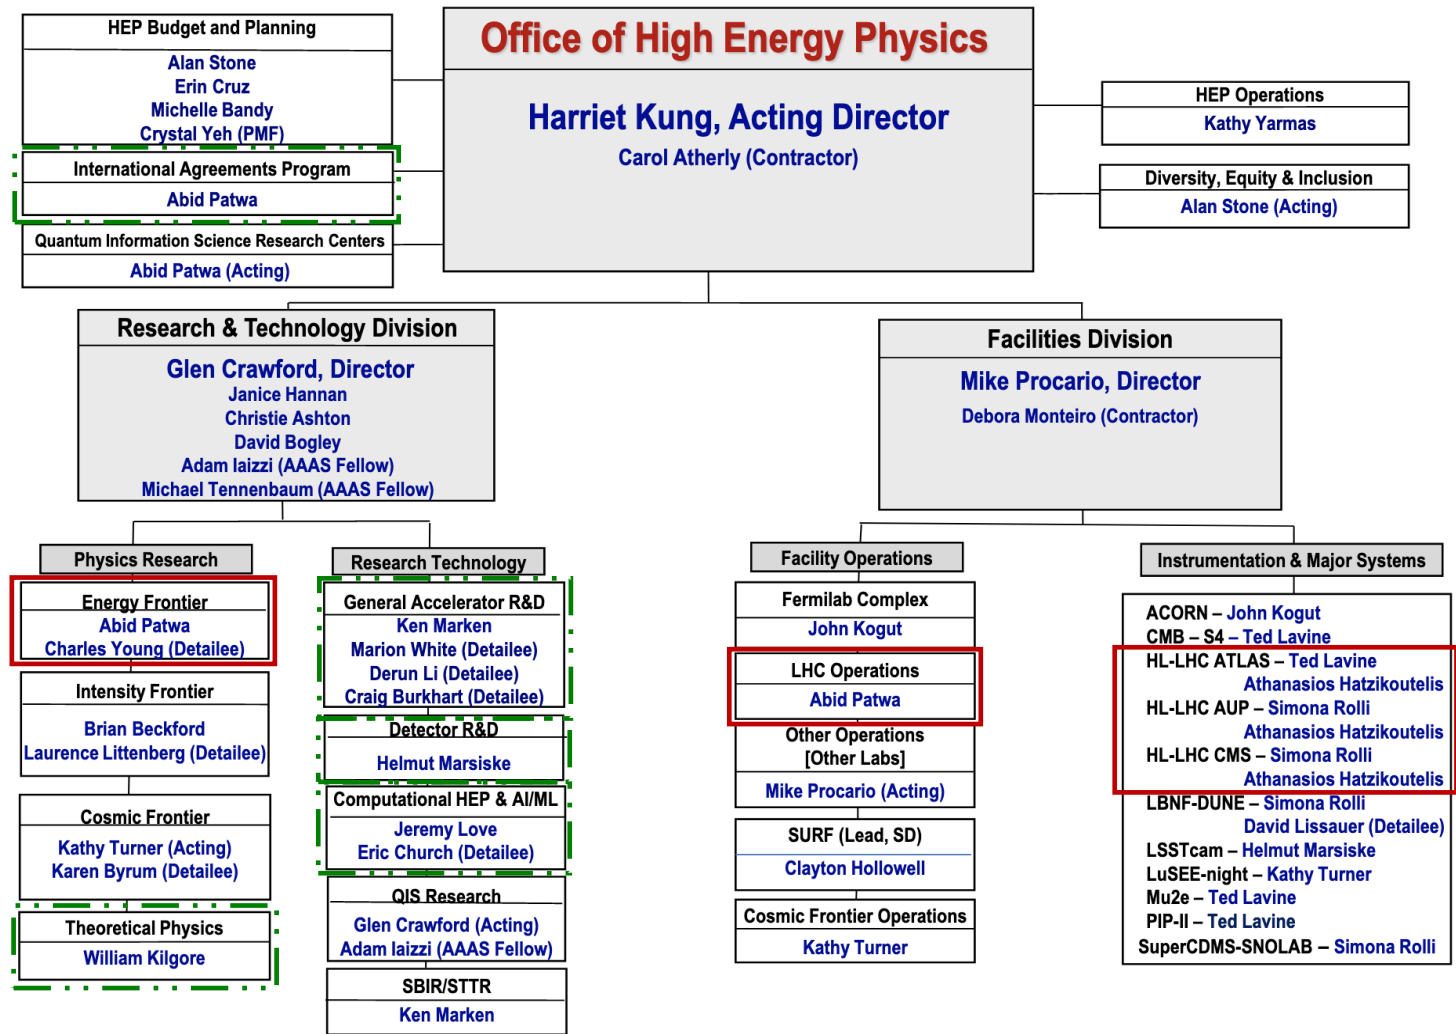 HEP Budget and Planning
Alan Stone
Erin Cruz
Michelle Bandy
Crystal Yeh (PMF)
International Agreements Program
Abid Patwa
Quantum Information Science Research Centers
Abid Patwa (Acting)
Office of High Energy Physics
Harriet Kung, Acting Director
Carol Atherly (Contractor)
HEP Operations
Kathy Yarmas
Diversity, Equity & Inclusion
Alan Stone (Acting)
Research & Technology Division
Glen Crawford, Director
Janice Hannan
Christie Ashton
David Bogley
Adam Iaizzi (AAAS Fellow)
Michael Tennenbaum (AAAS Fellow)
Facilities Division
Mike Procario, Director
Debora Monteiro (Contractor)
Physics Research
Energy Frontier
Abid Patwa
Charles Young (Detailee)
Intensity Frontier
Brian Beckford
Laurence Littenberg (Detailee)
Cosmic Frontier
Kathy Turner (Acting)
Karen Byrum (Detailee)
Theoretical Physics
William Kilgore
Research Technology
General Accelerator R&D
Ken Marken
Marion White (Detailee)
Derun Li (Detailee)
Craig Burkhart (Detailee)
Detector R&D
Helmut Marsiske
Computational HEP & AI/ML
Jeremy Love
Eric Church (Detailee)
QIS Research
Glen Crawford (Acting)
Adam Iaizzi (AAAS Fellow)
SBIR/STTR
Ken Marken
Facility Operations
Fermilab Complex
John Kogut
LHC Operations
Abid Patwa
Other Operations
[Other Labs]
Mike Procario (Acting)
SURF (Lead, SD)
Clayton Hollowell
Cosmic Frontier Operations
Kathy Turner
Instrumentation & Major Systems
ACORN – John Kogut
CMB – S4 – Ted Lavine
HL-LHC ATLAS – Ted Lavine
Athanasios Hatzikoutelis
HL-LHC AUP – Simona Rolli
Athanasios Hatzikoutelis
HL-LHC CMS – Simona Rolli
Athanasios Hatzikoutelis
LBNF-DUNE – Simona Rolli
David Lissauer (Detailee)
LSSTcam – Helmut Marsiske
LuSEE-night – Kathy Turner
Mu2e – Ted Lavine
PIP-II – Ted Lavine
SuperCDMS-SNOLAB – Simona Rolli